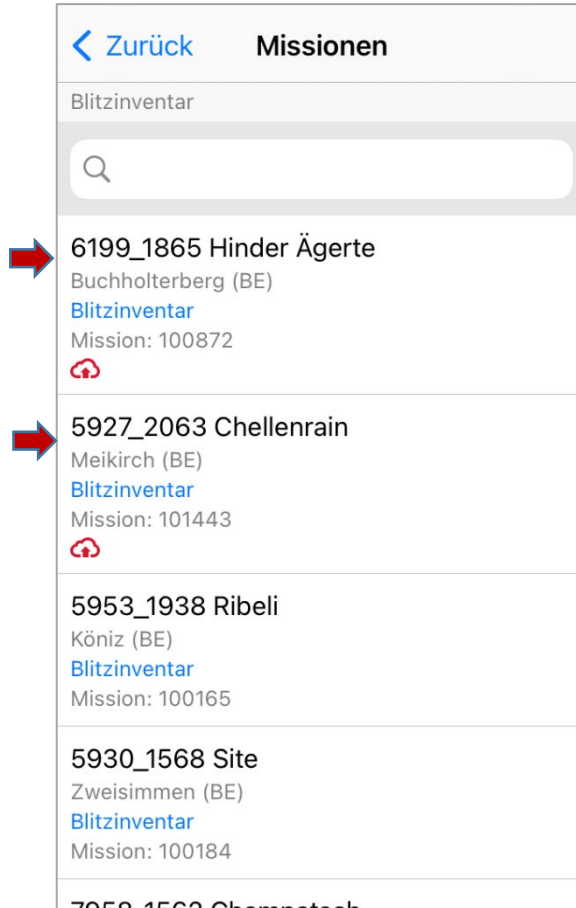 Zurück Missionen
Blitzinventar
6199_1865 Hinder Ägerte
Buchholterberg (BE)
Blitzinventar
Mission: 100872
5927_2063 Chellenrain
Meikirch (BE)
Blitzinventar
Mission: 101443
5953_1938 Ribeli
Köniz (BE)
Blitzinventar
Mission: 100165
5930_1568 Site
Zweisimmen (BE)
Blitzinventar
Mission: 100184